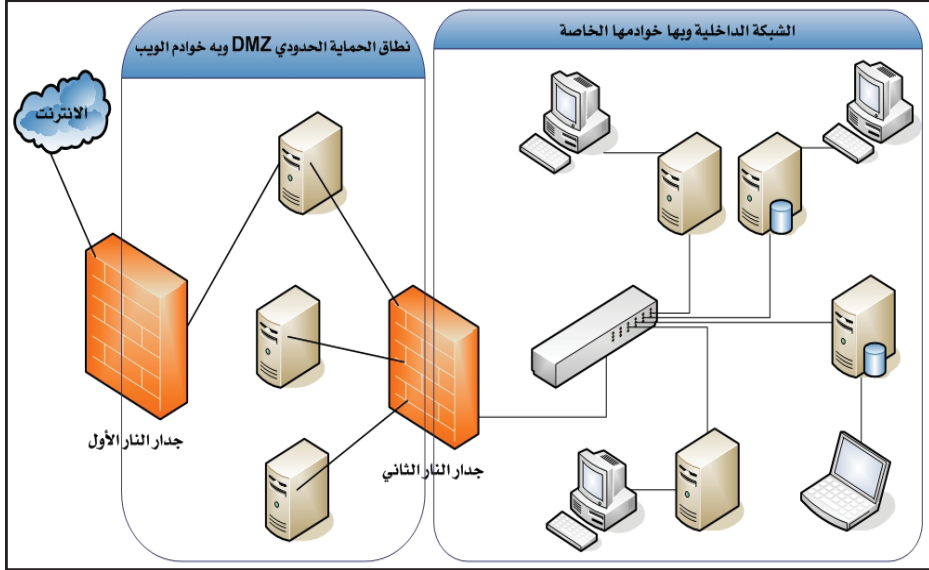 الشبكة الداخلية وبها خوادمها الخاصة
نطاق الحماية الحدودي DMZ وبه خوادم الويب
الانترنت
جدار النار الأول
جدار النار الثاني